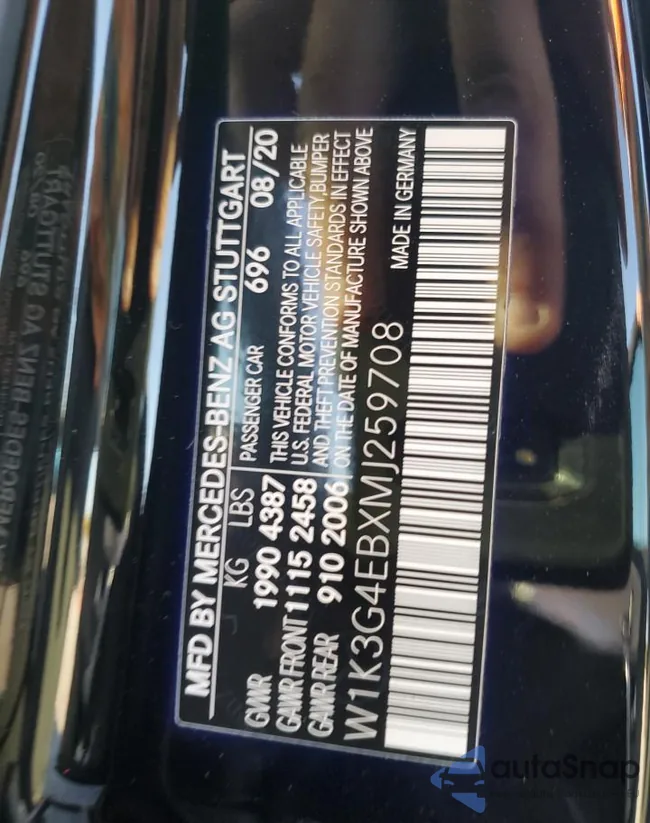 MFD BY MERCEDES-BENZ AG STUTTGART
KG LBS PASSENGER CAR 696 08/20
GVWR 1990 4387 THIS VEHICLE CONFORMS TO ALL APPLICABLE
GAWR FRONT 1115 2458 U.S. FEDERAL MOTOR VEHICLE SAFETY,BUMPER
GAWR REAR 910 2006 AND THEFT PREVENTION STANDARDS IN EFFECT
ON THE DATE OF MANUFACTURE SHOWN ABOVE
W1K3G4EBXMJ259708 MADE IN GERMANY
autoSnap